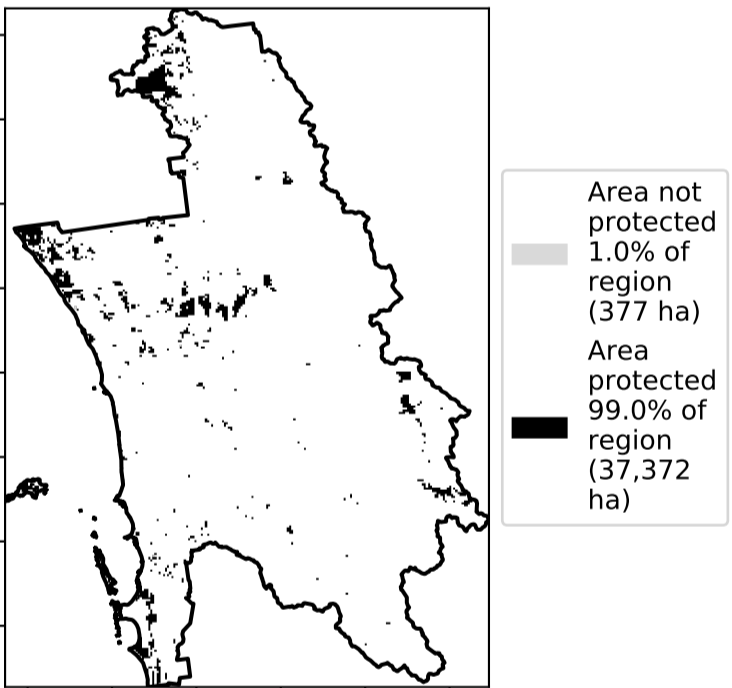 Area not
protected
1.0% of
region
(377 ha)
Area
protected
99.0% of
region
(37,372
ha)